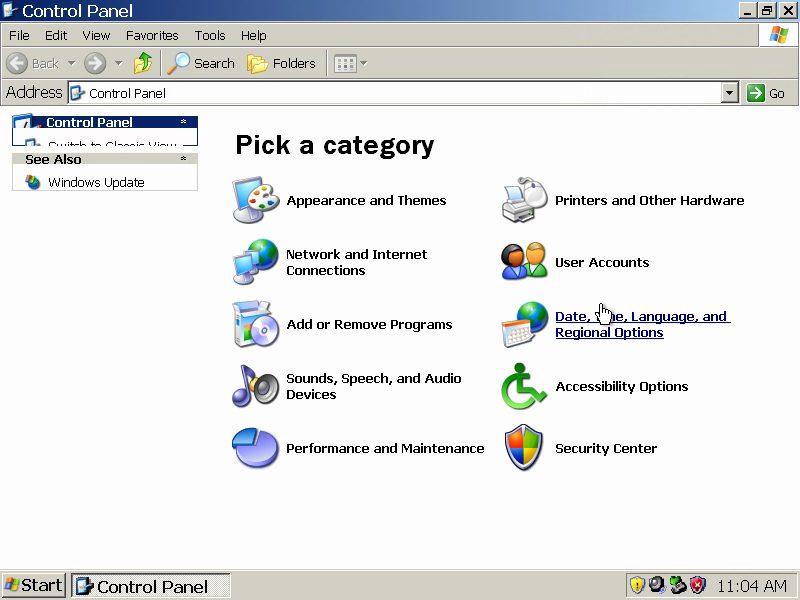 Control Panel
File Edit View Favorites Tools Help
Back Search Folders
Address Control Panel Go
Control Panel
Switch to Classic View
See Also
Windows Update
Pick a category
Appearance and Themes
Printers and Other Hardware
Network and Internet
Connections
User Accounts
Add or Remove Programs
Date, Time, Language, and
Regional Options
Sounds, Speech, and Audio
Devices
Accessibility Options
Performance and Maintenance
Security Center
Start Control Panel 11:04 AM